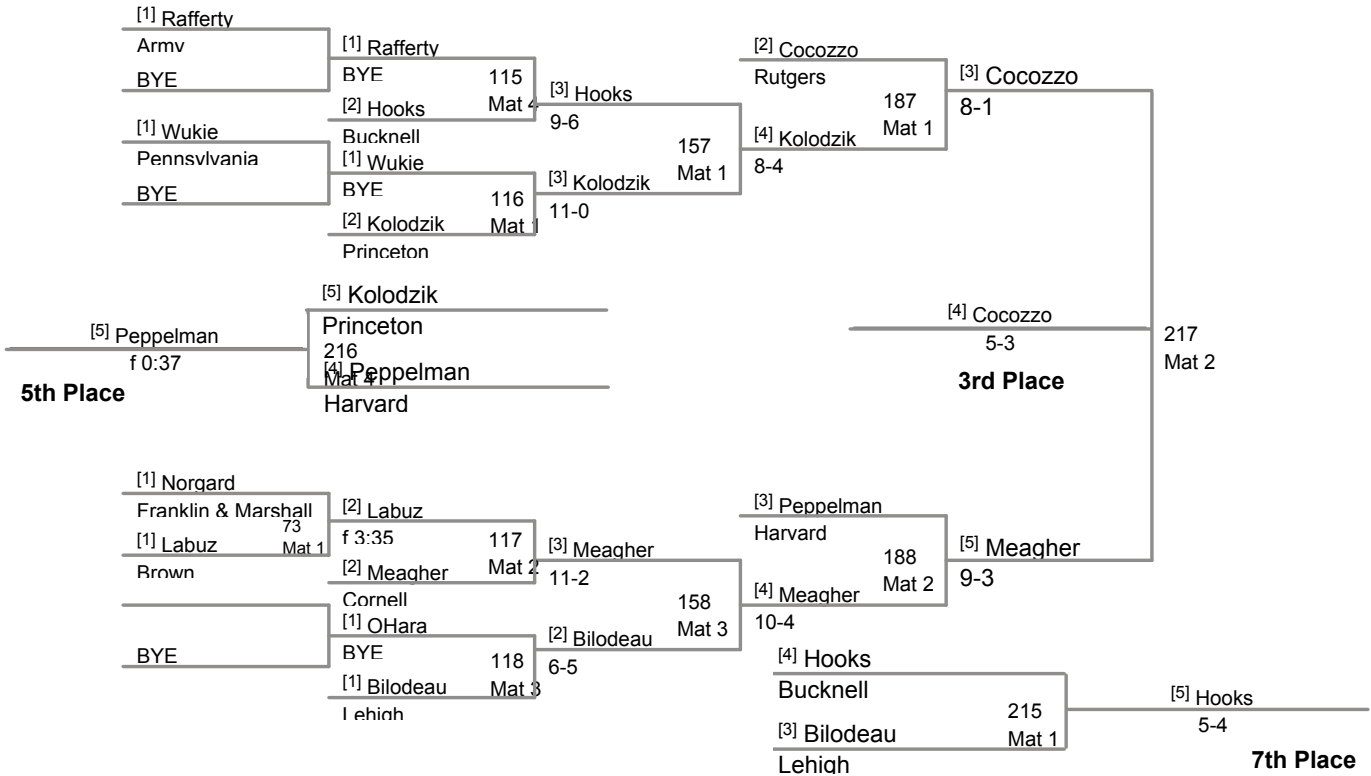 [1] Rafferty
Army
BYE
[1] Wukie
Pennsylvania
BYE
[1] Rafferty
BYE
115
Mat 4
[2] Hooks
Bucknell
[1] Wukie
BYE
116
Mat 1
[2] Kolodzik
Princeton
[3] Hooks
9-6
157
Mat 1
[3] Kolodzik
11-0
[2] Cocozzo
Rutgers
187
Mat 1
[4] Kolodzik
8-4
[3] Cocozzo
8-1
[5] Kolodzik
Princeton
216
Mat 4
[4] Peppelman
Harvard
[5] Peppelman
f 0:37
5th Place
[4] Cocozzo
5-3
3rd Place
217
Mat 2
[1] Norgard
Franklin & Marshall
73
Mat 1
[1] Labuz
Brown
BYE
[2] Labuz
f 3:35
117
Mat 2
[2] Meagher
Cornell
[1] OHara
BYE
118
Mat 3
[1] Bilodeau
Lehigh
[3] Meagher
11-2
158
Mat 3
[2] Bilodeau
6-5
[3] Peppelman
Harvard
188
Mat 2
[4] Meagher
10-4
[5] Meagher
9-3
[4] Hooks
Bucknell
215
Mat 1
[3] Bilodeau
Lehigh
[5] Hooks
5-4
7th Place